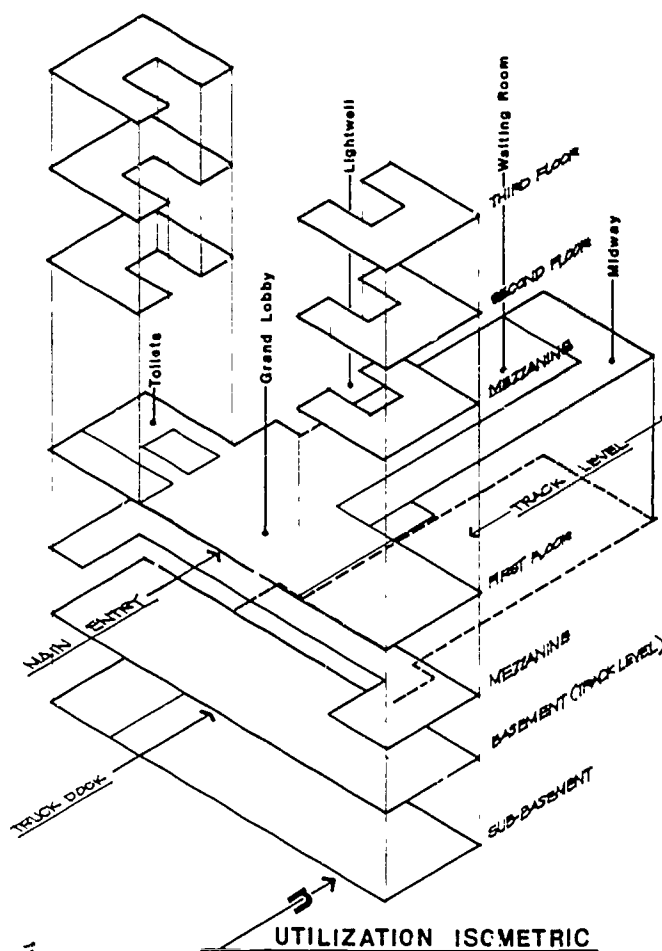 Lightwell
Waiting Room
THIRD FLOOR
SECOND FLOOR
Midway
Toilets
Grand Lobby
MEZZANINE
TRACK LEVEL
FIRST FLOOR
MAIN ENTRY
MEZZANINE
BASEMENT (TRACK LEVEL)
TRUCK DOCK
SUB-BASEMENT
UTILIZATION ISOMETRIC